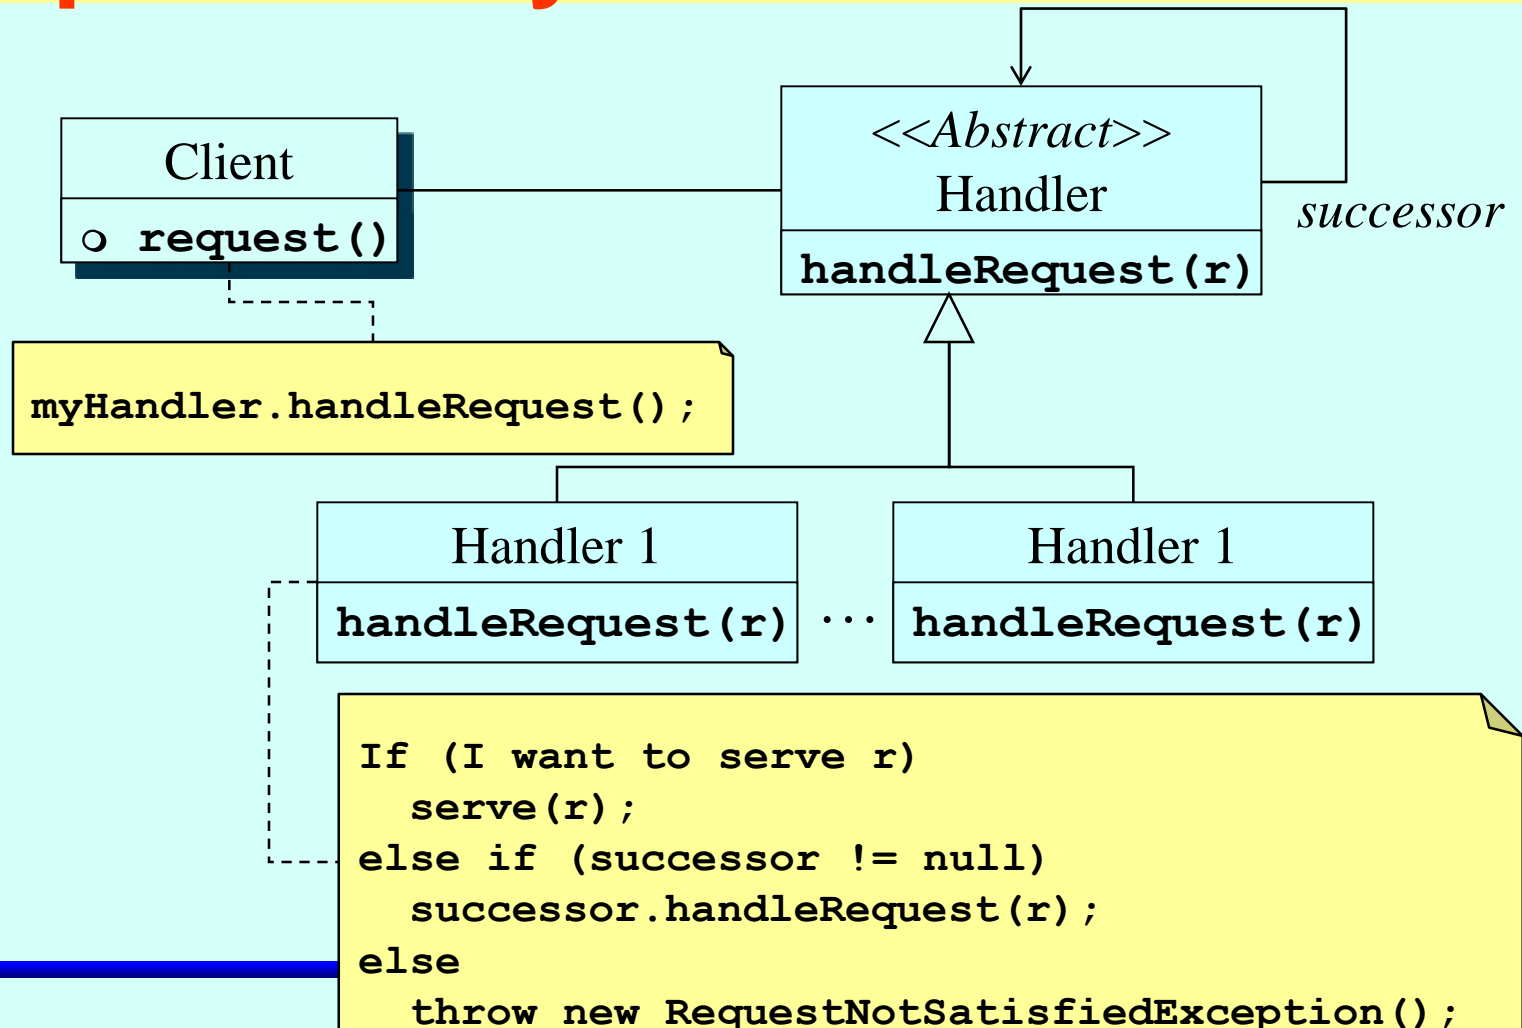 Client
request()
<<Abstract>>
Handler
handleRequest(r)
successor
myHandler.handleRequest();
Handler 1
handleRequest(r)
...
Handler 1
handleRequest(r)
If (I want to serve r)
serve(r);
else if (successor != null)
successor.handleRequest(r);
else
throw new RequestNotSatisfiedException();